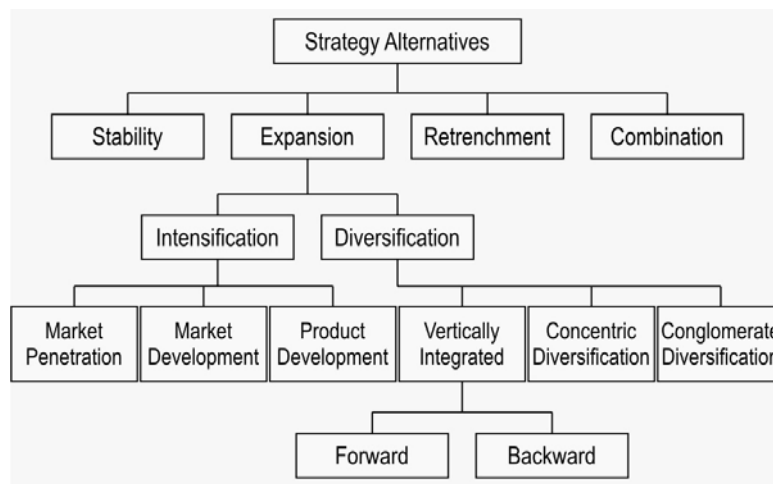 Strategy Alternatives
Stability
Expansion
Retrenchment
Combination
Intensification
Diversification
Market
Penetration
Market
Development
Product
Development
Vertically
Integrated
Concentric
Diversification
Conglomerate
Diversification
Forward
Backward